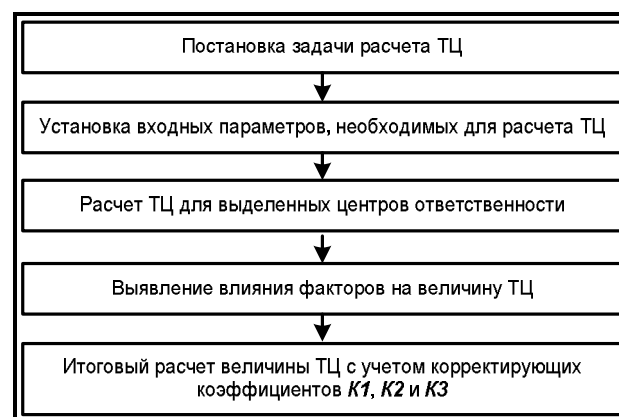 Постановка задачи расчета ТЦ
Установка входных параметров, необходимых для расчета ТЦ
Расчет ТЦ для выделенных центров ответственности
Выявление влияния факторов на величину ТЦ
Итоговый расчет величины ТЦ с учетом корректирующих
коэффициентов К1, К2 и К3